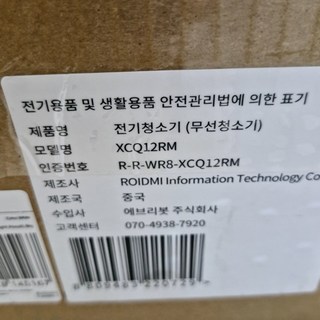 전기용품 및 생활용품 안전관리법에 의한 표기
제품명 전기청소기 (무선청소기)
모델명 XCQ12RM
인증번호 R-R-WR8-XCQ12RM
제조사 ROIDMI Information Technology Co
제조국 중국
수입사 에브리봇 주식회사
고객센터 070-4938-7920